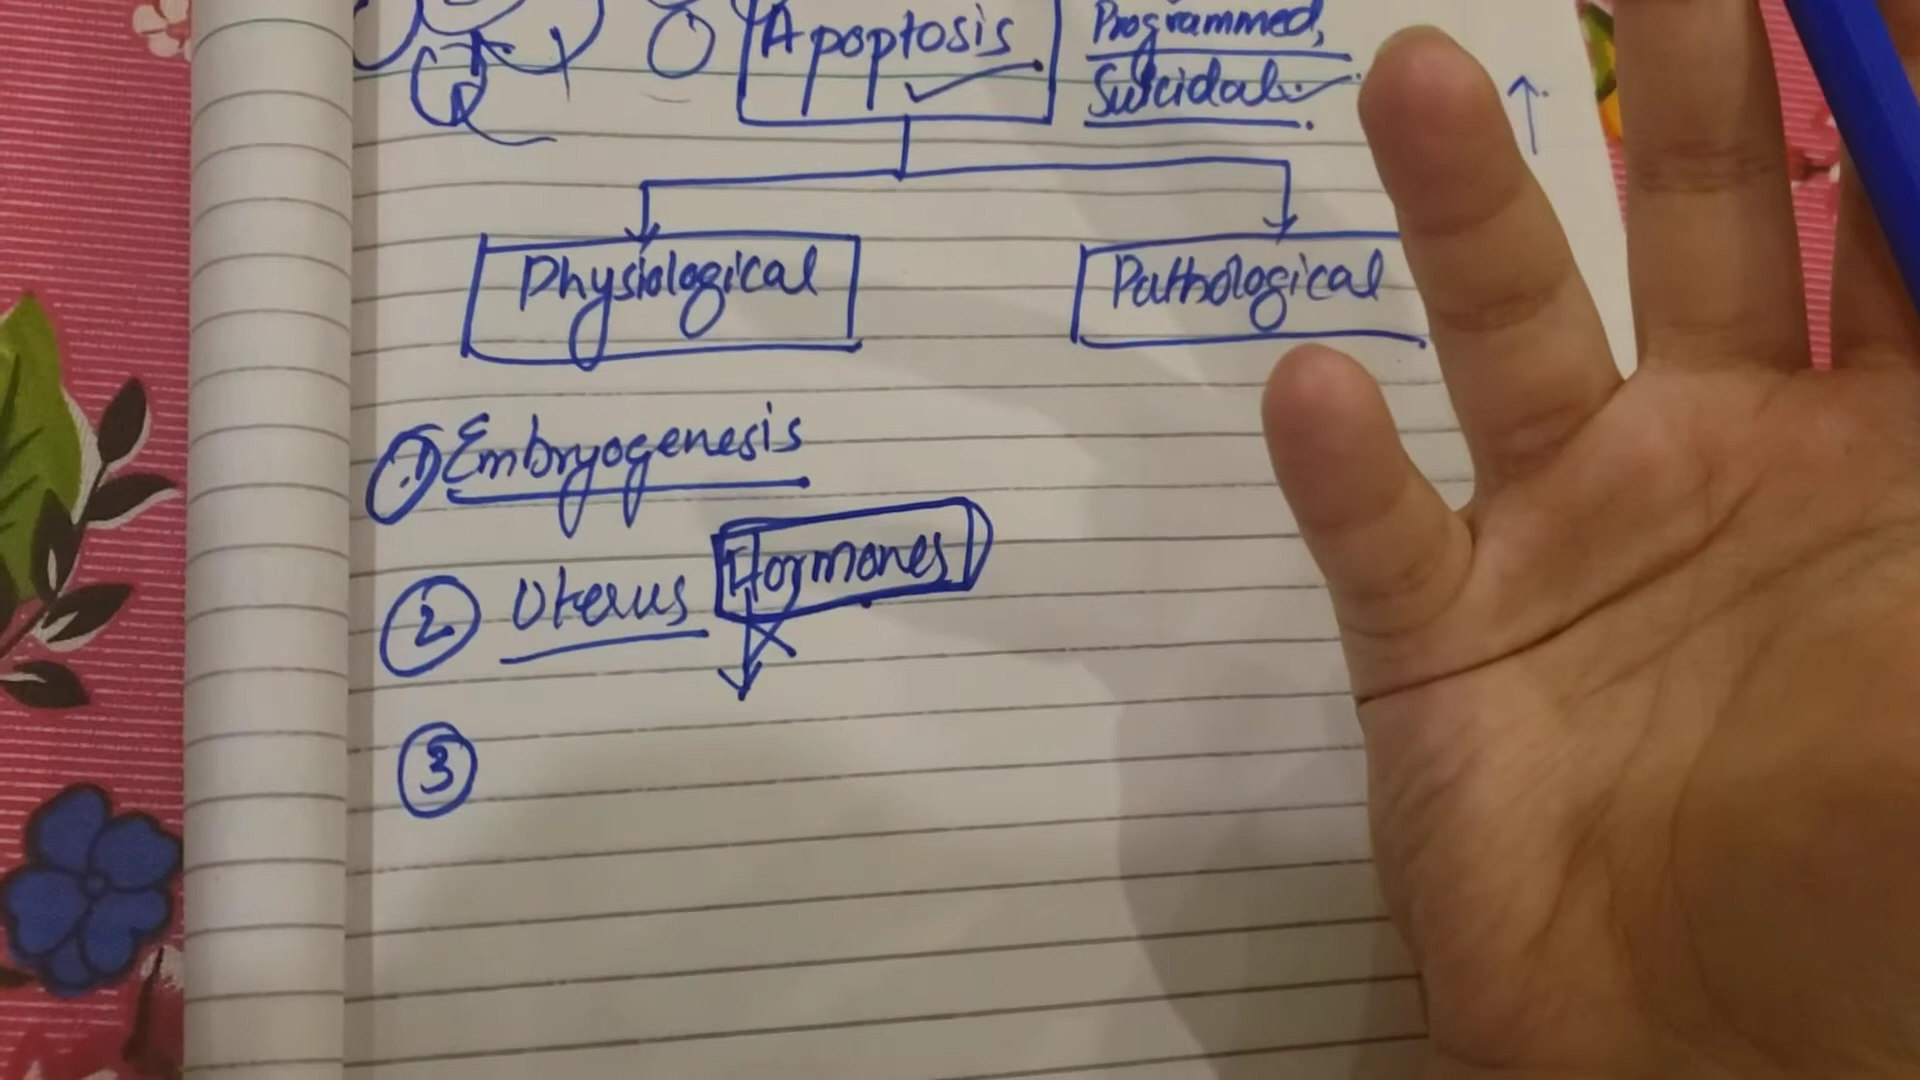 Apoptosis Programmed,
Suicidal
Physiological Pathological
1 Embryogenesis
2 Uterus Hormones
3